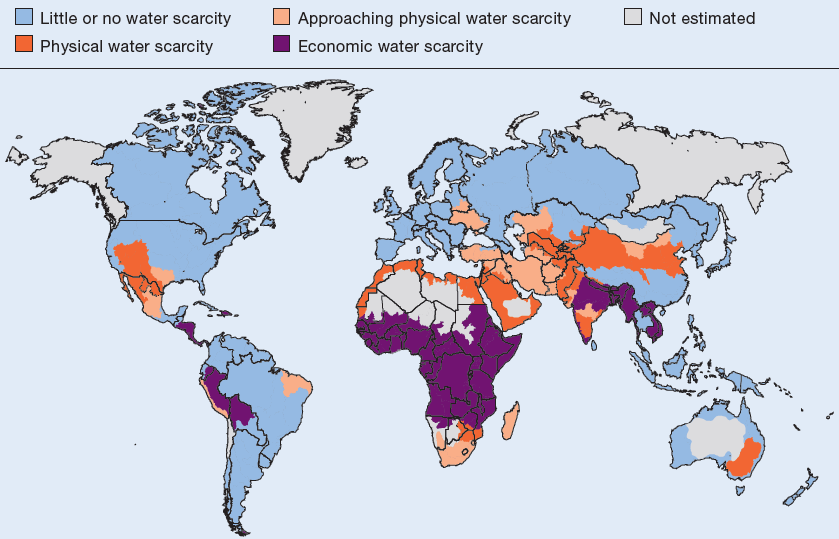 Little or no water scarcity
Approaching physical water scarcity
Not estimated
Physical water scarcity
Economic water scarcity